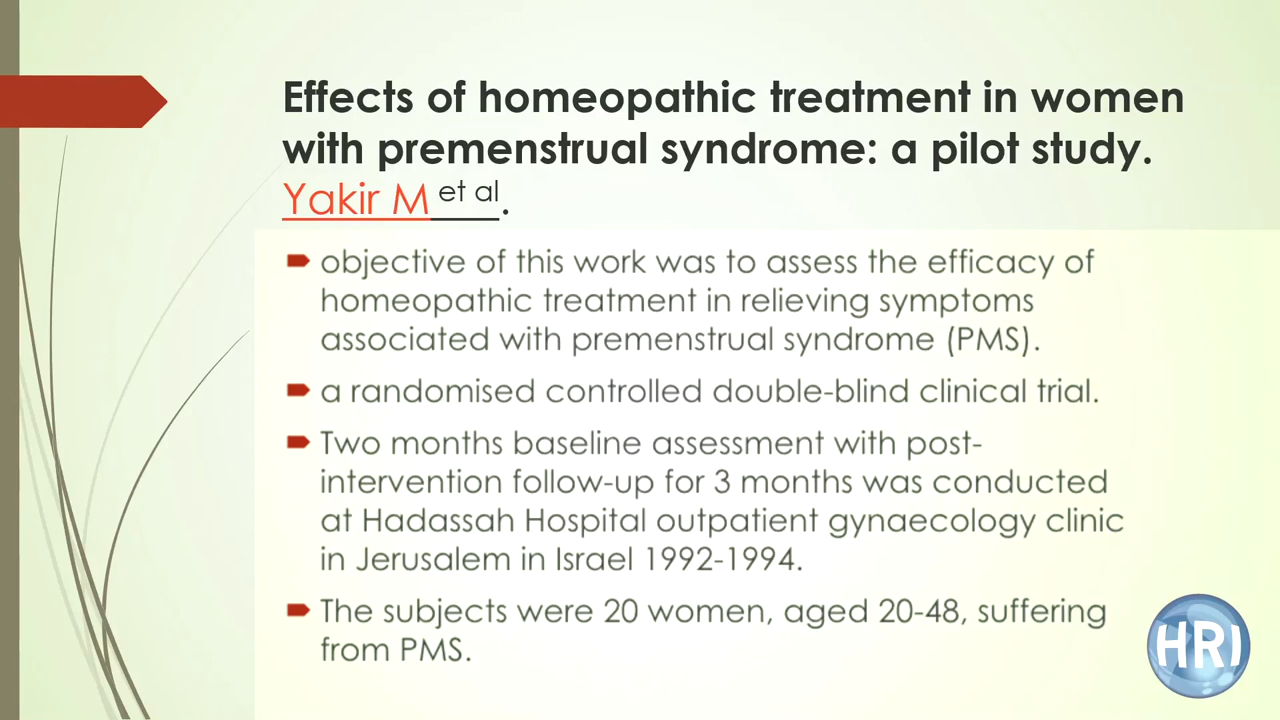 Effects of homeopathic treatment in women
with premenstrual syndrome: a pilot study.
Yakir M et al.
objective of this work was to assess the efficacy of
homeopathic treatment in relieving symptoms
associated with premenstrual syndrome (PMS).
a randomised controlled double-blind clinical trial.
Two months baseline assessment with post-
intervention follow-up for 3 months was conducted
at Hadassah Hospital outpatient gynaecology clinic
in Jerusalem in Israel 1992-1994.
The subjects were 20 women, aged 20-48, suffering
from PMS.
HRI